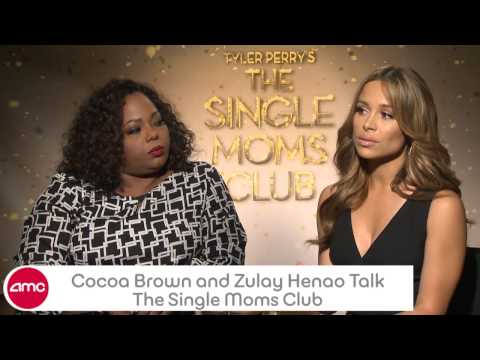 TYLER PERRY'S
THE
SINGLE
MOMS
CLUB
amc
Cocoa Brown and Zulay Henao Talk
The Single Moms Club